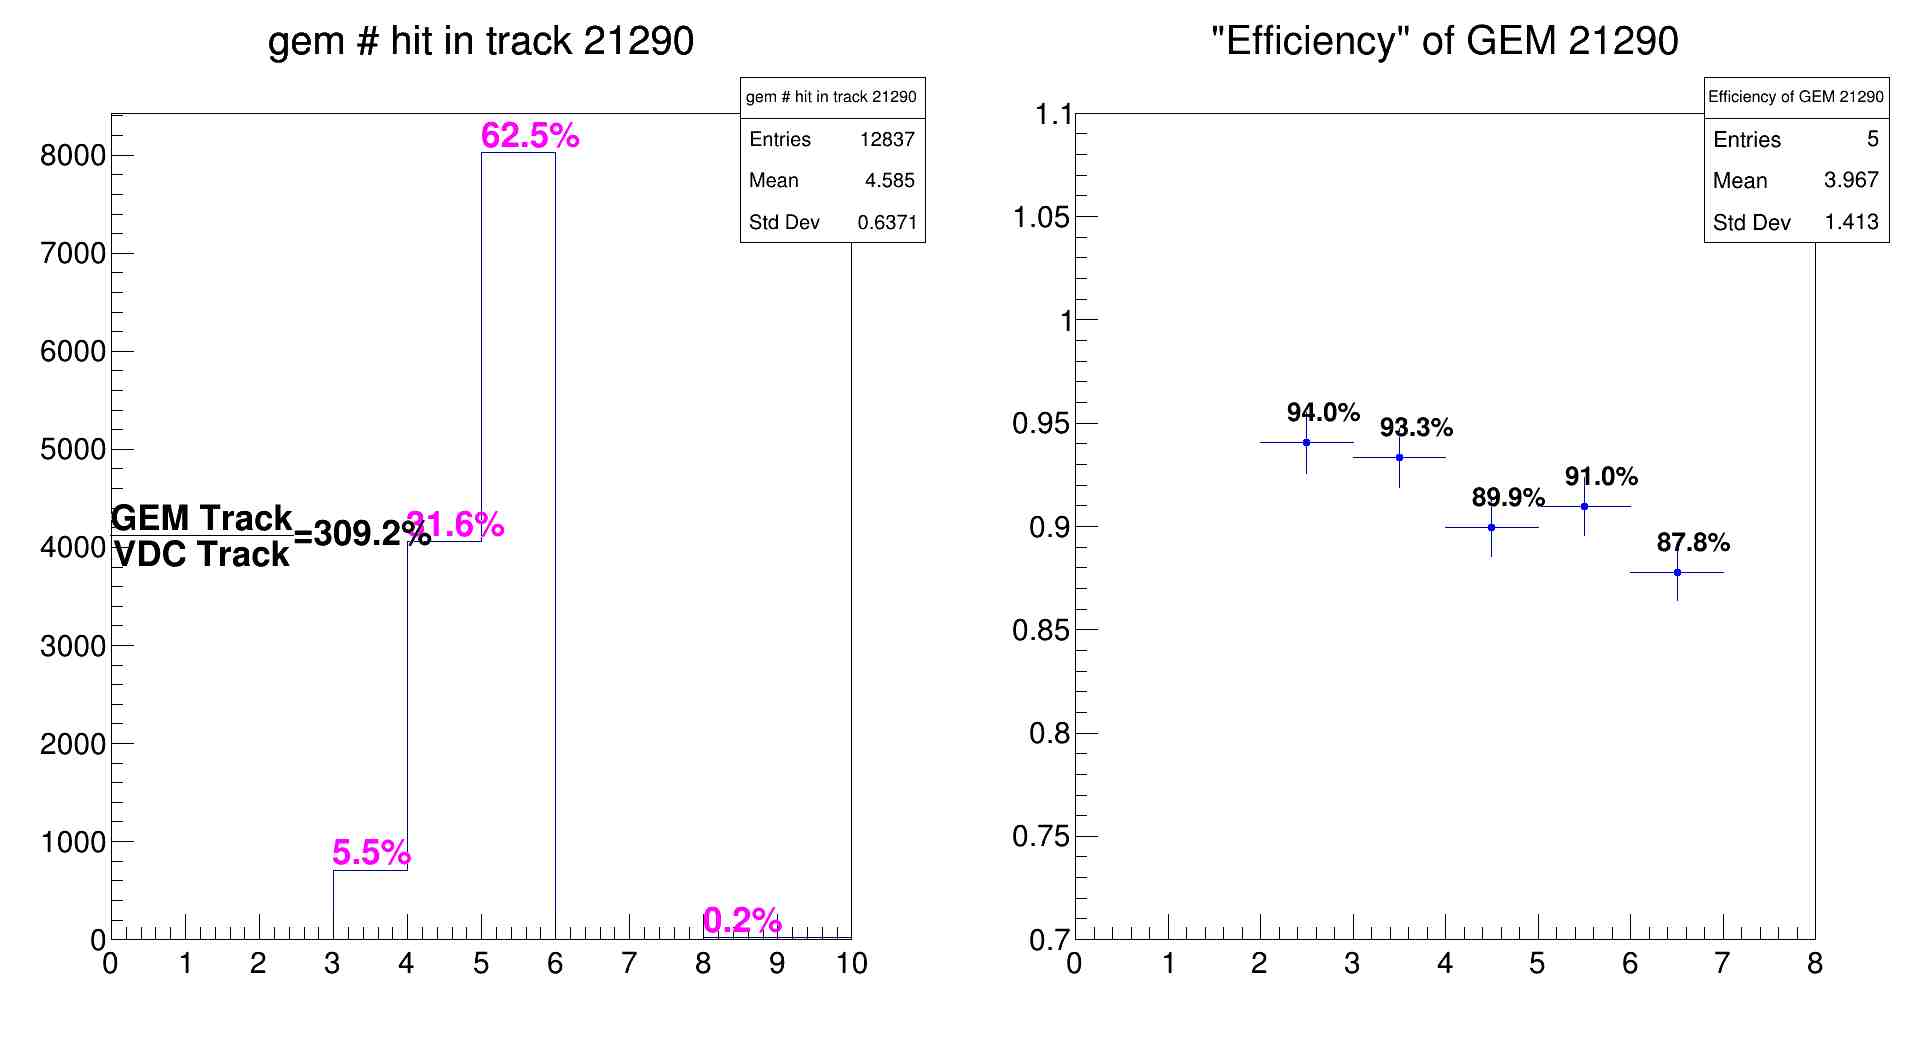 gem # hit in track 21290
gem # hit in track 21290
Entries 12837
Mean 4.585
Std Dev 0.6371
8000
7000
6000
5000
4000
3000
2000
1000
0
62.5%
31.6%
5.5%
0.2%
GEM Track
VDC Track
=309.2%
0 1 2 3 4 5 6 7 8 9 10
"Efficiency" of GEM 21290
Efficiency of GEM 21290
Entries 5
Mean 3.967
Std Dev 1.413
1.1
1.05
1
0.95
0.9
0.85
0.8
0.75
0.7
94.0%
93.3%
89.9%
91.0%
87.8%
0 1 2 3 4 5 6 7 8